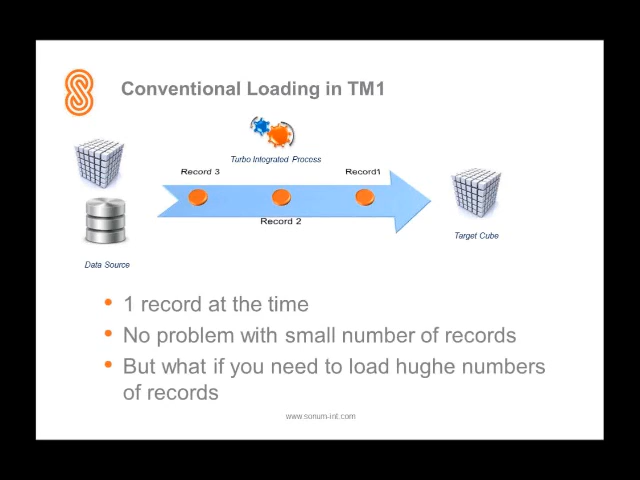 Conventional Loading in TM1
Turbo Integrated Process
Record 3
Record1
Record 2
Data Source
Target Cube
• 1 record at the time
• No problem with small number of records
• But what if you need to load hughe numbers
of records
www.sonum-int.com